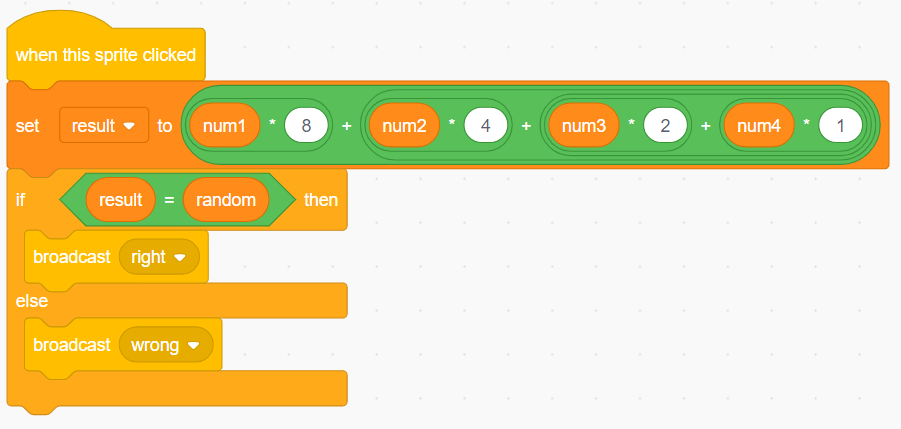 when this sprite clicked
set result to num1 * 8 + num2 * 4 + num3 * 2 + num4 * 1
if result = random then
broadcast right
else
broadcast wrong